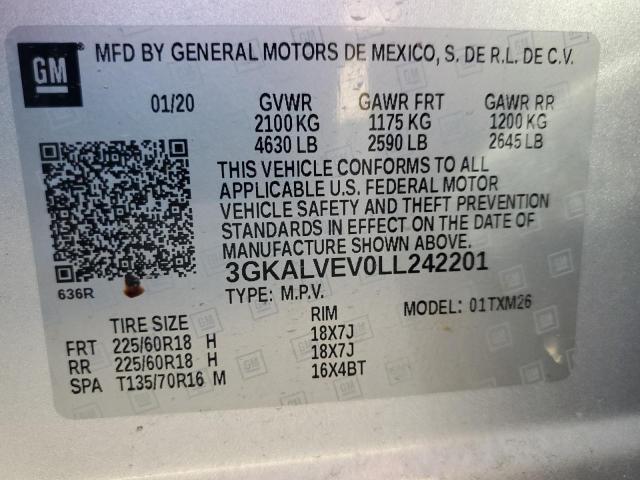 GM
MFD BY GENERAL MOTORS DE MEXICO, S. DE R.L. DE C.V.
01/20 GVWR GAWR FRT GAWR RR
2100 KG 1175 KG 1200 KG
4630 LB 2590 LB 2645 LB
THIS VEHICLE CONFORMS TO ALL
APPLICABLE U.S. FEDERAL MOTOR
VEHICLE SAFETY AND THEFT PREVENTION
STANDARDS IN EFFECT ON THE DATE OF
MANUFACTURE SHOWN ABOVE.
3GKALVEV0LL242201
636R
TYPE: M.P.V. MODEL: 01TXM26
TIRE SIZE RIM
FRT 225/60R18 H 18X7J
RR 225/60R18 H 18X7J
SPA T135/70R16 M 16X4BT